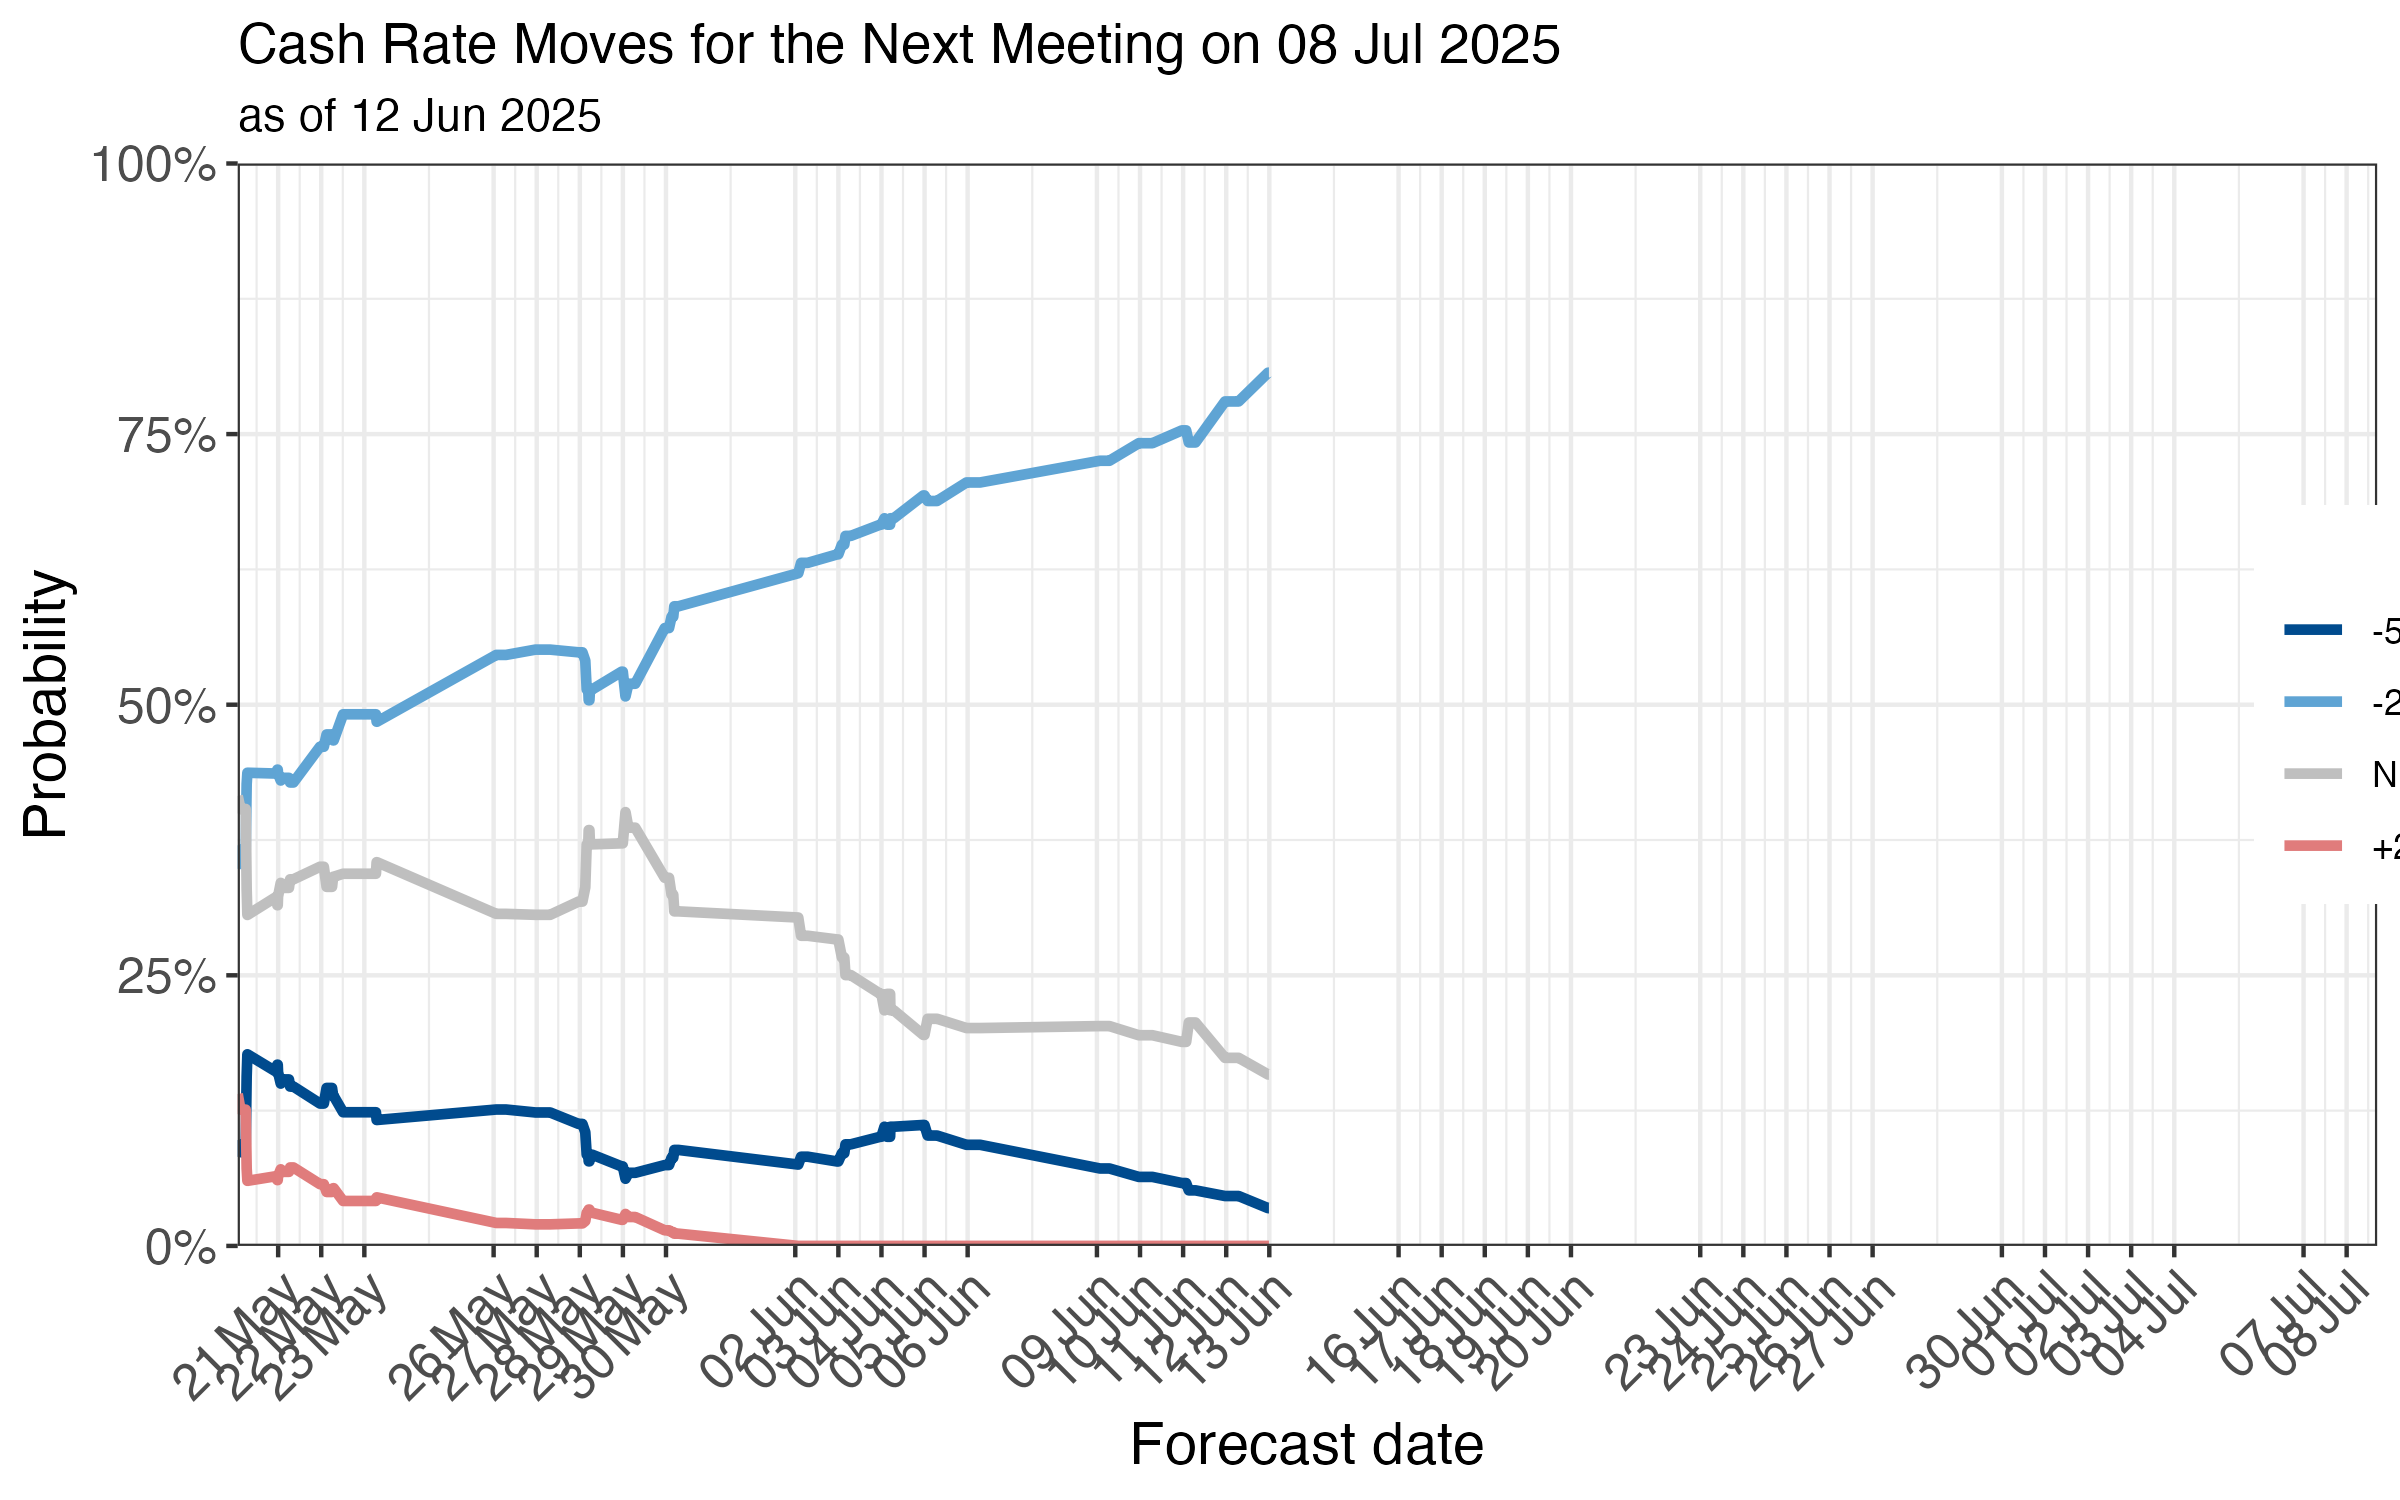 Cash Rate Moves for the Next Meeting on 08 Jul 2025
as of 12 Jun 2025
100%
75%
50%
25%
0%
Probability
-5
-2
N
+2
21 May
22 May
23 May
26 May
27 May
28 May
29 May
30 May
02 Jun
03 Jun
04 Jun
05 Jun
06 Jun
09 Jun
10 Jun
11 Jun
12 Jun
13 Jun
16 Jun
17 Jun
18 Jun
19 Jun
20 Jun
23 Jun
24 Jun
25 Jun
26 Jun
27 Jun
30 Jun
01 Jul
02 Jul
03 Jul
04 Jul
07 Jul
08 Jul
Forecast date